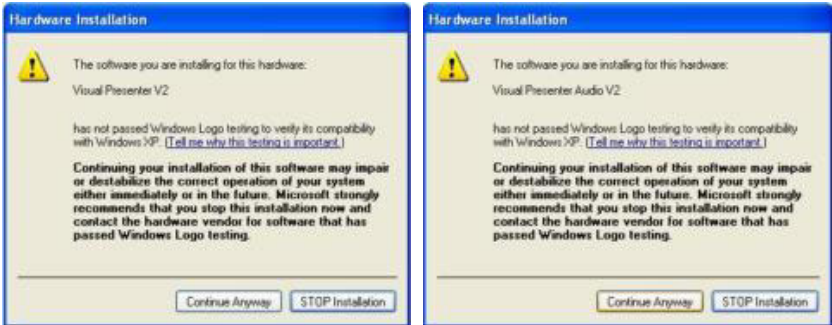 Hardware Installation
The software you are installing for this hardware:
Visual Presenter V2
has not passed Windows Logo testing to verify its compatibility
with Windows XP. (Tell me why this testing is important.)
Continuing your installation of this software may impair
or destabilize the correct operation of your system
either immediately or in the future. Microsoft strongly
recommends that you stop this installation now and
contact the hardware vendor for software that has
passed Windows Logo testing.
Continue Anyway
STOP Installation
Hardware Installation
The software you are installing for this hardware:
Visual Presenter Audio V2
has not passed Windows Logo testing to verify its compatibility
with Windows XP. (Tell me why this testing is important.)
Continuing your installation of this software may impair
or destabilize the correct operation of your system
either immediately or in the future. Microsoft strongly
recommends that you stop this installation now and
contact the hardware vendor for software that has
passed Windows Logo testing.
Continue Anyway
STOP Installation